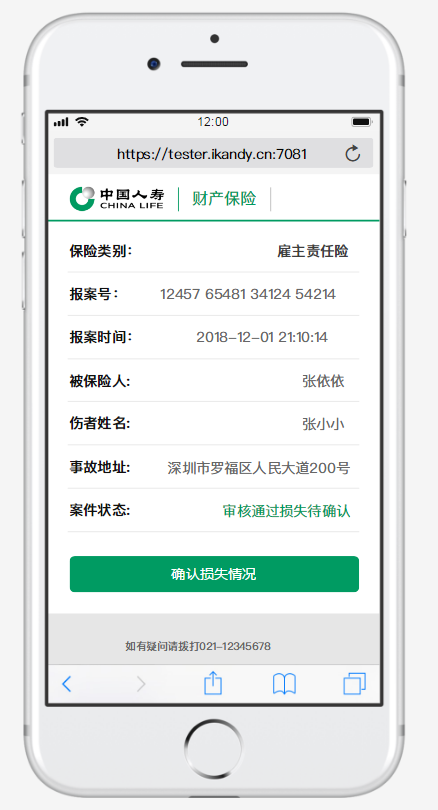 12:00
https://tester.ikandy.cn:7081
中国人寿
CHINA LIFE
财产保险
保险类别： 雇主责任险
报案号： 12457 65481 34124 54214
报案时间： 2018-12-01 21:10:14
被保险人: 张依依
伤者姓名: 张小小
事故地址: 深圳市罗福区人民大道200号
案件状态: 审核通过损失待确认
确认损失情况
如有疑问请拨打021-12345678